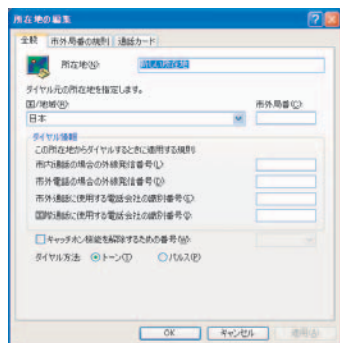 所在地の編集
全般 市外局番の規則 通話カード
所在地(N): 新しい所在地
ダイヤル元の所在地を指定します。
国/地域(R): 市外局番(C):
日本
ダイヤル情報
この所在地からダイヤルするときに適用する規則:
市内通話の場合の外線発信番号(L):
市外電話の場合の外線発信番号(D):
市外通話に使用する電話会社の識別番号(G):
国際通話に使用する電話会社の識別番号(I):
キャッチホン機能を解除するための番号(W):
ダイヤル方法: トーン(T) パルス(P)
OK キャンセル 適用(A)